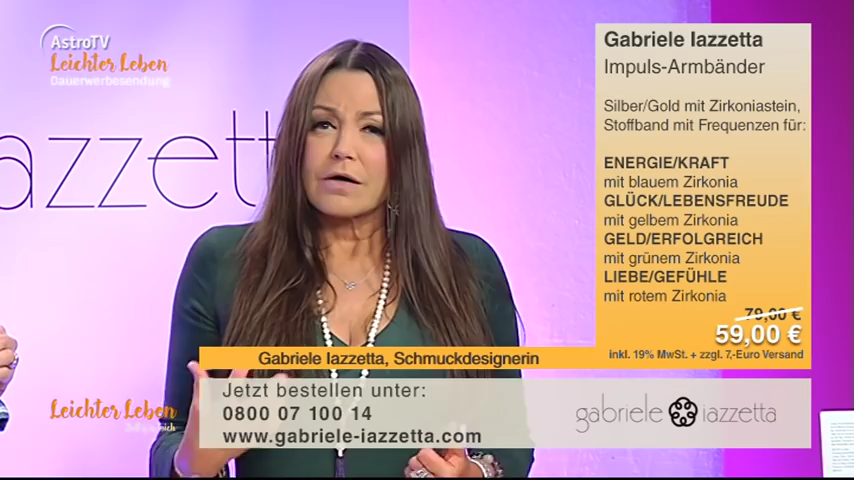 AstroTV
Leichter Leben
Dauerwerbesendung
azzett
Gabriele Iazzetta
Impuls-Armbänder
Silber/Gold mit Zirkoniastein,
Stoffband mit Frequenzen für:
ENERGIE/KRAFT
mit blauem Zirkonia
GLÜCK/LEBENSFREUDE
mit gelbem Zirkonia
GELD/ERFOLGREICH
mit grünem Zirkonia
LIEBE/GEFÜHLE
mit rotem Zirkonia
79,00 €
59,00 €
inkl. 19% MwSt. + zzgl. 7,-Euro Versand
Gabriele Iazzetta, Schmuckdesignerin
Jetzt bestellen unter:
0800 07 100 14
www.gabriele-iazzetta.com
gabriele iazzetta
Leichter Leben